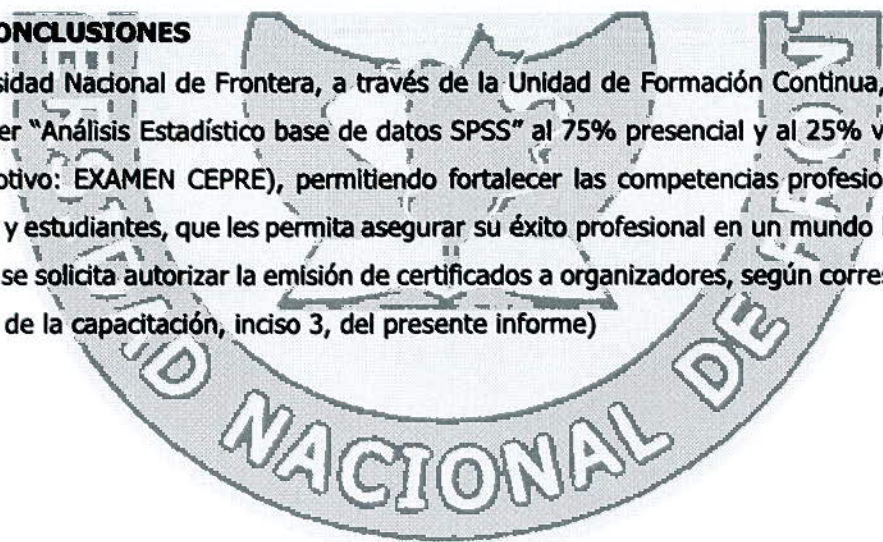 ONCLUSIONES
sidad Nacional de Frontera, a través de la Unidad de Formación Continua,
er "Análisis Estadístico base de datos SPSS" al 75% presencial y al 25% v
otivo: EXAMEN CEPRE), permitiendo fortalecer las competencias profesio
y estudiantes, que les permita asegurar su éxito profesional en un mundo
se solicita autorizar la emisión de certificados a organizadores, según corres
de la capacitación, inciso 3, del presente informe)
NACIONAL DE